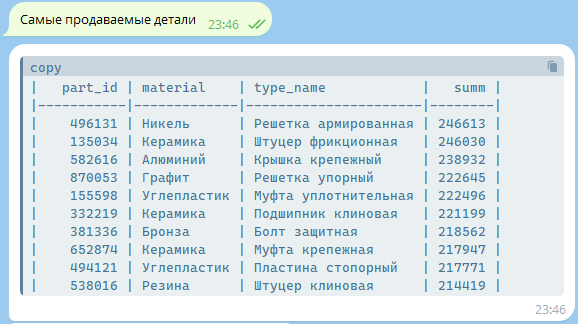 Самые продаваемые детали 23:46
copy
| part_id | material | type_name | summ |
|-----------|-------------|----------------------|--------|
| 496131 | Никель | Решетка армированная | 246613 |
| 135034 | Керамика | Штуцер фрикционная | 246030 |
| 582616 | Алюминий | Крышка крепежный | 238932 |
| 870053 | Графит | Решетка упорный | 222645 |
| 155598 | Углепластик | Муфта уплотнительная | 222496 |
| 332219 | Керамика | Подшипник клиновая | 221199 |
| 381336 | Бронза | Болт защитная | 218562 |
| 652874 | Керамика | Муфта крепежная | 217947 |
| 494121 | Углепластик | Пластина стопорный | 217771 |
| 538016 | Резина | Штуцер клиновая | 214419 |
23:46